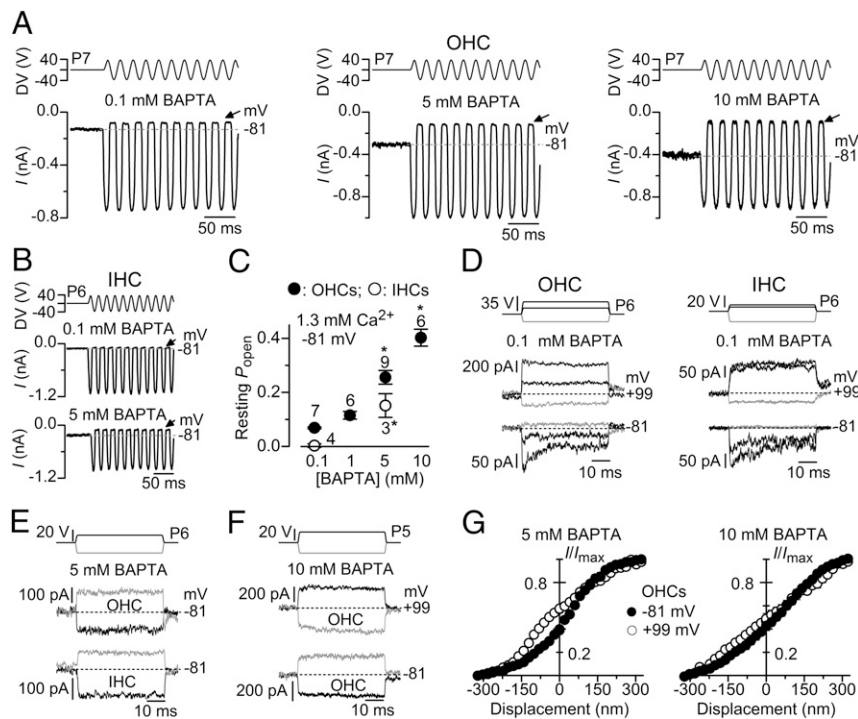 A
OHC
P7
P7
P7
DV (V)
40
-40
DV (V)
40
-40
DV (V)
40
-40
0.1 mM BAPTA
5 mM BAPTA
10 mM BAPTA
I (nA)
0.0
-0.4
-0.8
mV
-81
50 ms
I (nA)
0.0
-0.4
-0.8
mV
-81
50 ms
I (nA)
0.0
-0.4
-0.8
mV
-81
50 ms
B
IHC
DV (V)
40
-40
P6
0.1 mM BAPTA
I (nA)
0.0
-1.2
mV
-81
5 mM BAPTA
I (nA)
0.0
-1.2
mV
-81
50 ms
C
●: OHCs; ○: IHCs
1.3 mM Ca2+
-81 mV
Resting Popen
0.4
0.2
0.0
7
4
6
*
9
3*
*
6
0.1 1 5 10
[BAPTA] (mM)
D
OHC
IHC
35 V
P6
20 V
P6
0.1 mM BAPTA
0.1 mM BAPTA
200 pA
mV
+99
50 pA
-81
10 ms
50 pA
mV
+99
50 pA
-81
10 ms
E
20 V
P6
5 mM BAPTA
100 pA
OHC
mV
-81
IHC
100 pA
-81
10 ms
F
20 V
P5
10 mM BAPTA
200 pA
OHC
mV
+99
200 pA
OHC
-81
10 ms
G
5 mM BAPTA
10 mM BAPTA
I/Imax
I/Imax
0.8
0.2
0.8
0.2
OHCs
● -81 mV
○ +99 mV
-300 -150 0 150 300
-300 -150 0 150 300
Displacement (nm)
Displacement (nm)